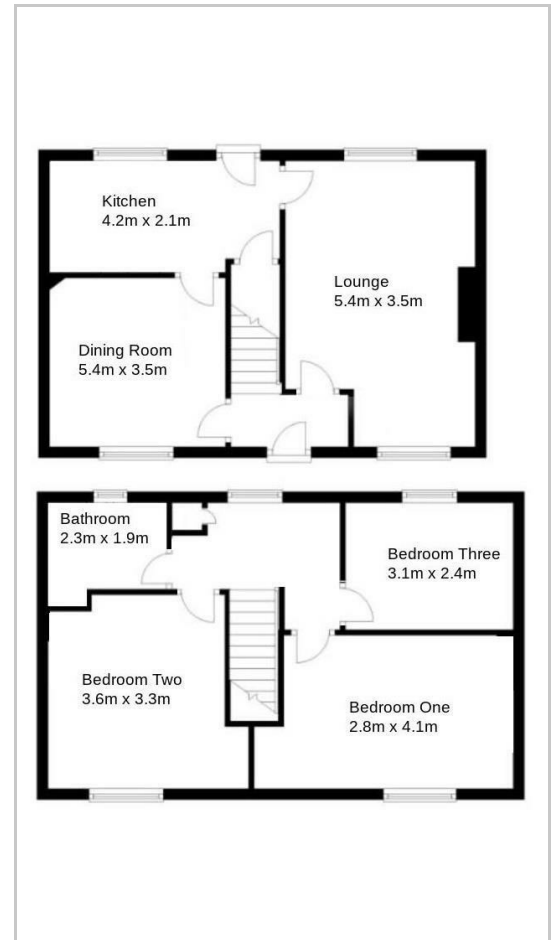 Kitchen
4.2m x 2.1m
Lounge
5.4m x 3.5m
Dining Room
5.4m x 3.5m
Bathroom
2.3m x 1.9m
Bedroom Three
3.1m x 2.4m
Bedroom Two
3.6m x 3.3m
Bedroom One
2.8m x 4.1m